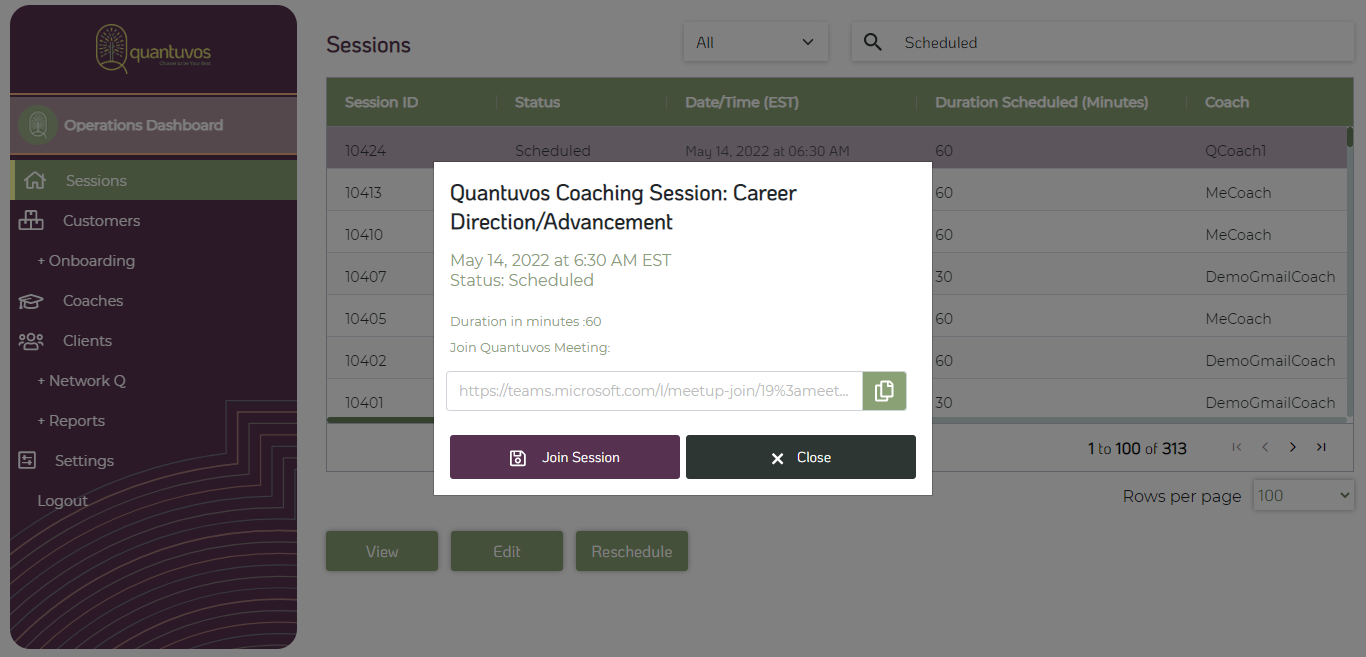 quantuvos
Operations Dashboard
Sessions
Customers
+ Onboarding
Coaches
Clients
+ Network Q
+ Reports
Settings
Logout
Sessions
All
Scheduled
Session ID Status Date/Time (EST) Duration Scheduled (Minutes) Coach
10424 Scheduled May 14, 2022 at 06:30 AM 60 QCoach1
10413 60 MeCoach
10410 60 MeCoach
10407 30 DemoGmailCoach
10405 60 MeCoach
10402 60 DemoGmailCoach
10401 30 DemoGmailCoach
Quantuvos Coaching Session: Career
Direction/Advancement
May 14, 2022 at 6:30 AM EST
Status: Scheduled
Duration in minutes :60
Join Quantuvos Meeting:
https://teams.microsoft.com/l/meetup-join/19%3ameet...
Join Session
Close
1 to 100 of 313
Rows per page 100
View
Edit
Reschedule